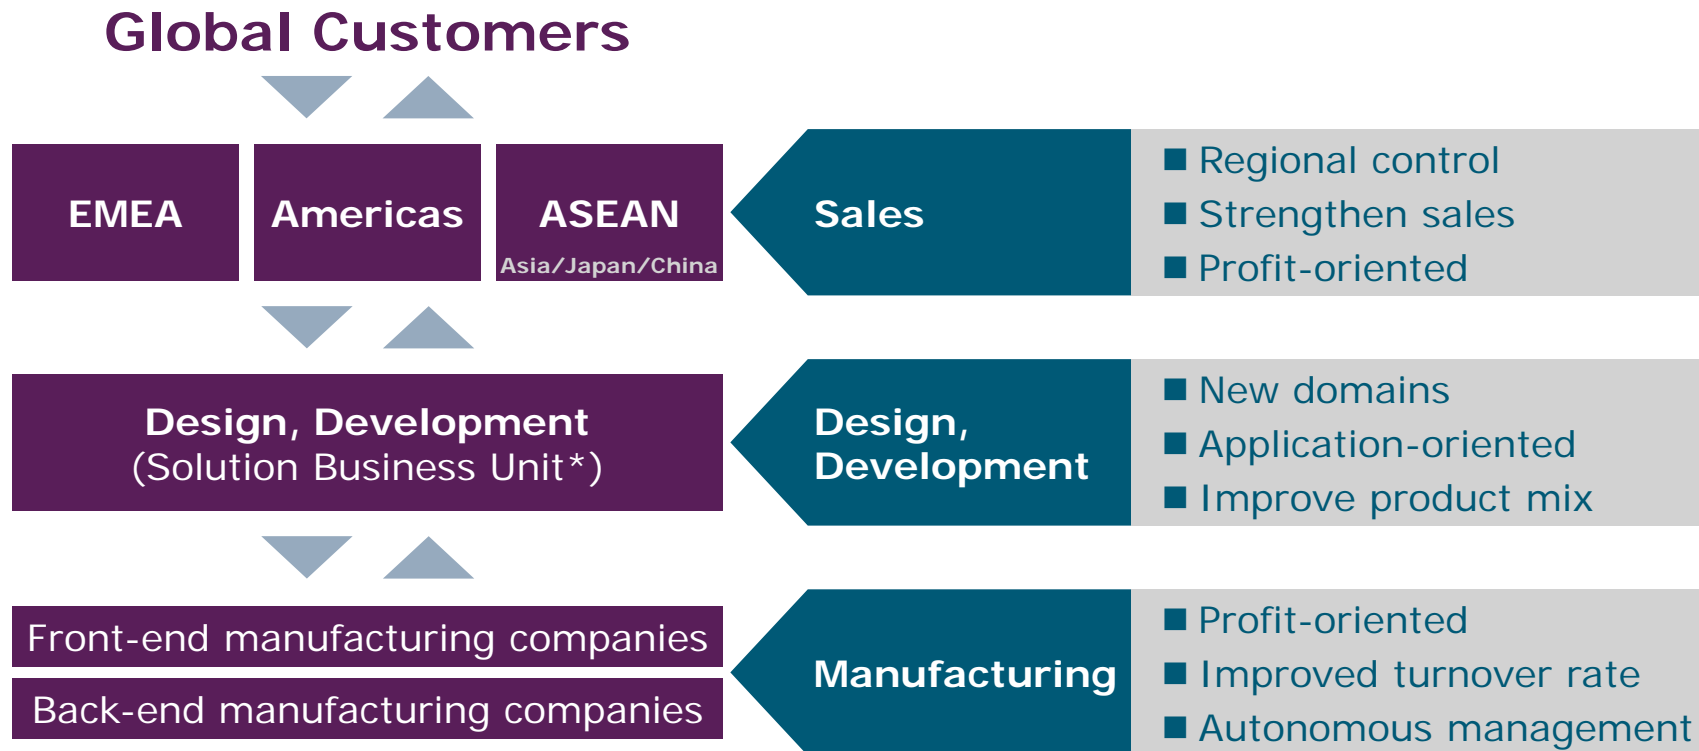 Global Customers
EMEA
Americas
ASEAN
Asia/Japan/China
Sales
■ Regional control
■ Strengthen sales
■ Profit-oriented
Design, Development
(Solution Business Unit*)
Design,
Development
■ New domains
■ Application-oriented
■ Improve product mix
Front-end manufacturing companies
Back-end manufacturing companies
Manufacturing
■ Profit-oriented
■ Improved turnover rate
■ Autonomous management